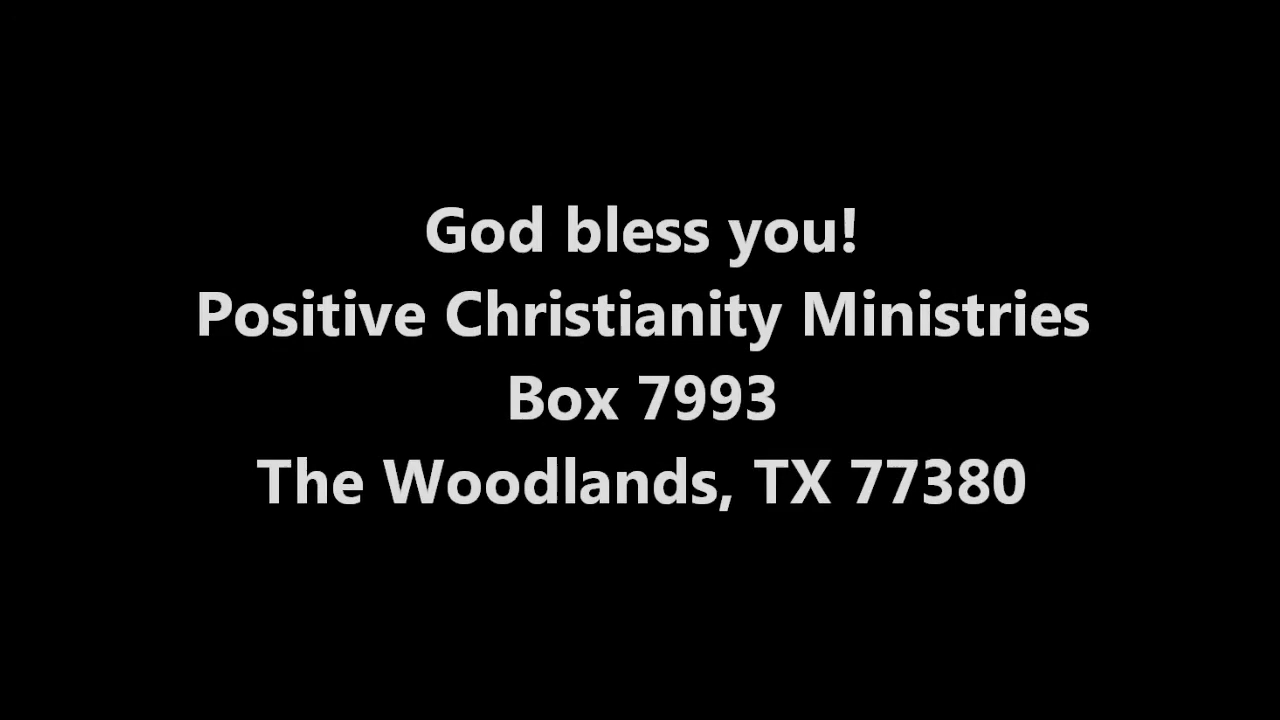 God bless you!
Positive Christianity Ministries
Box 7993
The Woodlands, TX 77380